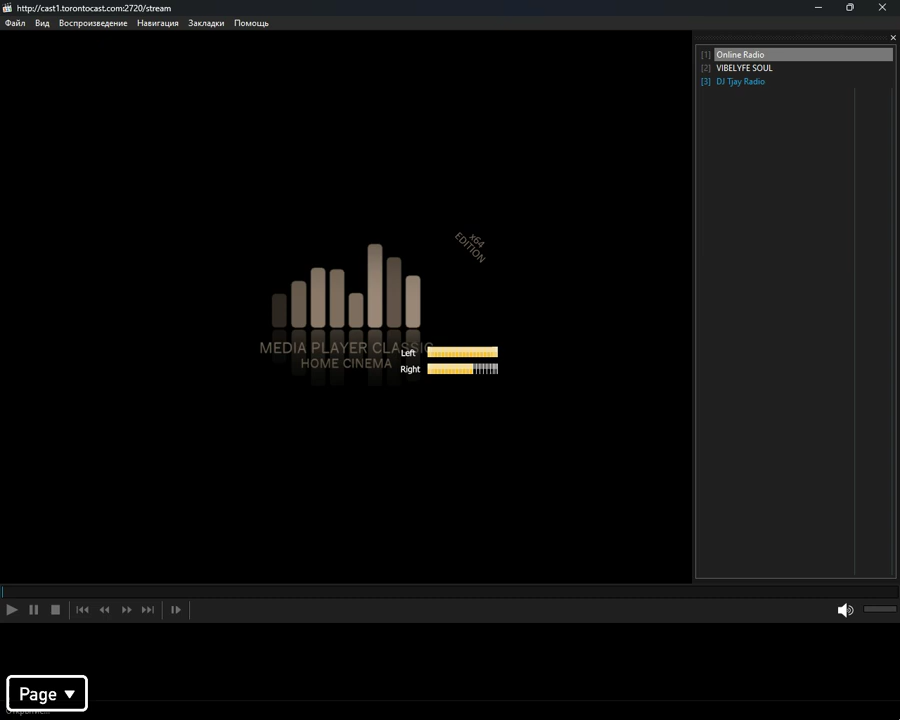 http://cast1.torontocast.com:2720/stream
Файл Вид Воспроизведение Навигация Закладки Помощь
[1] Online Radio
[2] VIBELYFE SOUL
[3] DJ Tjay Radio
x64
EDITION
MEDIA PLAYER CLASSIC
HOME CINEMA
Left
Right
Page ▼